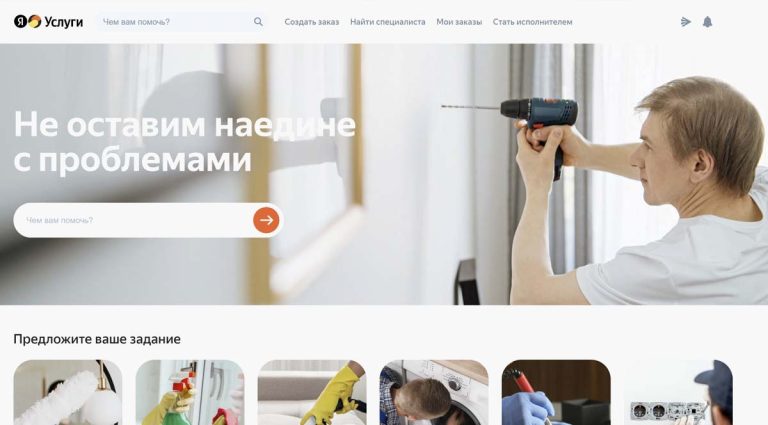 Я Услуги
Чем вам помочь?
Создать заказ
Найти специалиста
Мои заказы
Стать исполнителем
Не оставим наедине
с проблемами
Чем вам помочь?
Предложите ваше задание